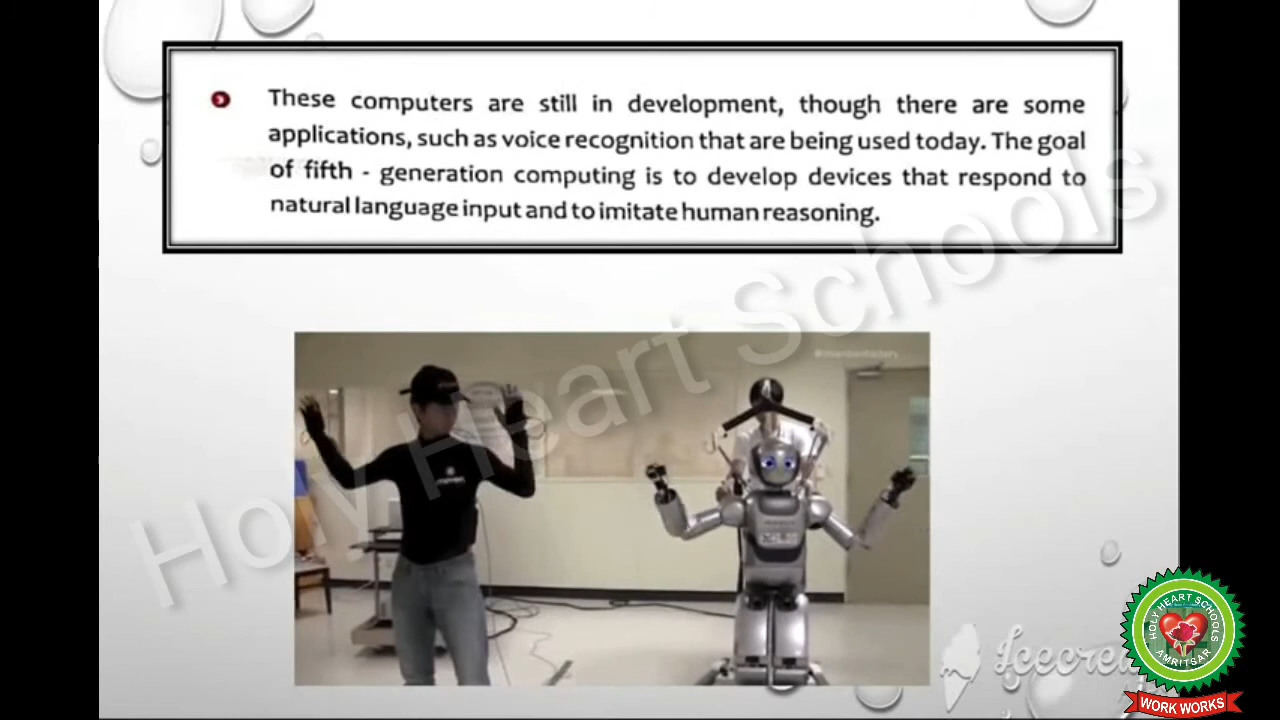 These computers are still in development, though there are some
applications, such as voice recognition that are being used today. The goal
of fifth - generation computing is to develop devices that respond to
natural language input and to imitate human reasoning.
Holy Heart Schools
HOLY HEART SCHOOLS
AMRITSAR
WORK WORKS